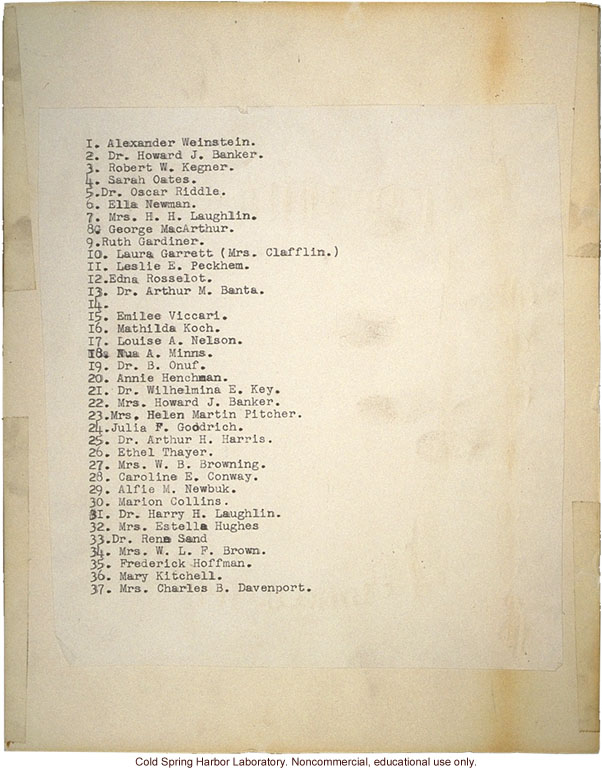 1. Alexander Weinstein.
2. Dr. Howard J. Banker.
3. Robert W. Kegner.
4. Sarah Oates.
5.Dr. Oscar Riddle.
6. Ella Newman.
7. Mrs. H. H. Laughlin.
8. George MacArthur.
9.Ruth Gardiner.
10. Laura Garrett (Mrs. Clafflin.)
11. Leslie E. Peckhem.
12.Edna Rosselot.
13. Dr. Arthur M. Banta.
14.
15. Emilee Viccari.
16. Mathilda Koch.
17. Louise A. Nelson.
18. A. Minns.
19. Dr. B. Onuf.
20. Annie Henchman.
21. Dr. Wilhelmina E. Key.
22. Mrs. Howard J. Banker.
23.Mrs. Helen Martin Pitcher.
24.Julia F. Goodrich.
25. Dr. Arthur H. Harris.
26. Ethel Thayer.
27. Mrs. W. B. Browning.
28. Caroline E. Conway.
29. Alfie M. Newbuk.
30. Marion Collins.
31. Dr. Harry H. Laughlin.
32. Mrs. Estella Hughes
33.Dr. Rene Sand
34. Mrs. W. L. F. Brown.
35. Frederick Hoffman.
36. Mary Kitchell.
37. Mrs. Charles B. Davenport.
Cold Spring Harbor Laboratory. Noncommercial, educational use only.